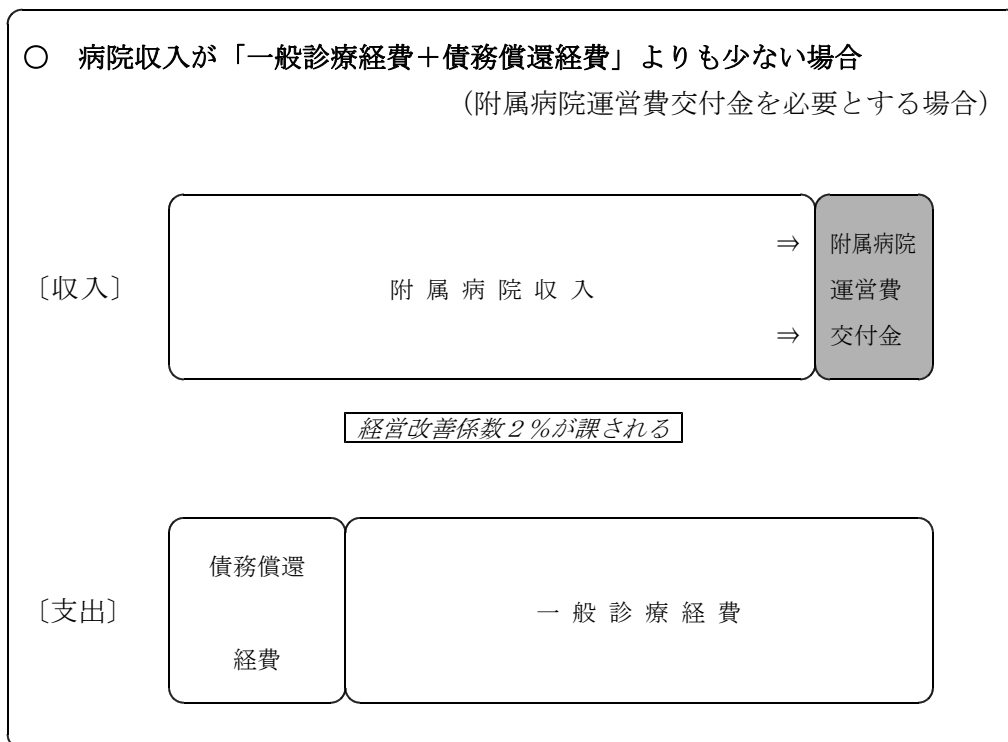 ○ 病院収入が「一般診療経費＋債務償還経費」よりも少ない場合
（附属病院運営費交付金を必要とする場合）
〔収入〕
附属病院収入
⇒
⇒
附属病院
運営費
交付金
経営改善係数２％が課される
〔支出〕
債務償還
経費
一般診療経費